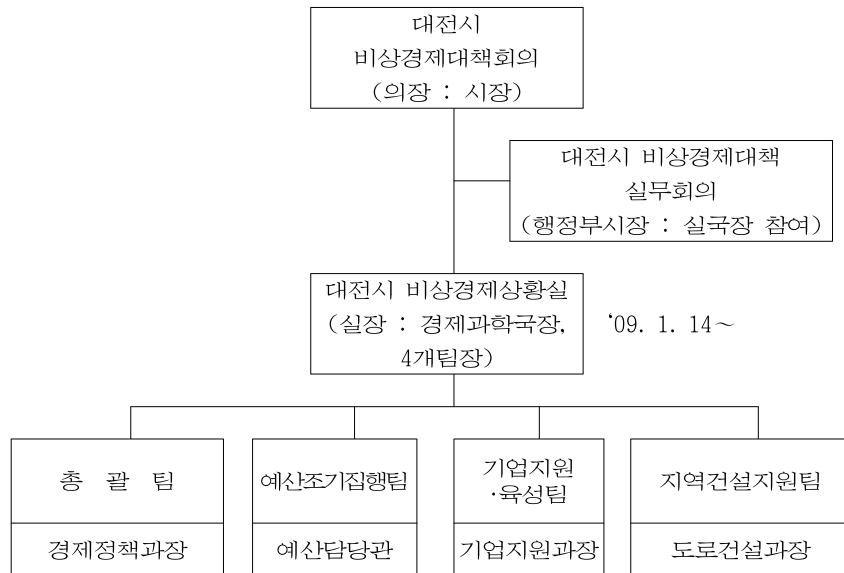 대전시
비상경제대책회의
(의장 : 시장)
대전시 비상경제대책
실무회의
(행정부시장 : 실국장 참여)
대전시 비상경제상황실
(실장 : 경제과학국장,
4개팀장)
'09. 1. 14~
총 괄 팀
예산조기집행팀
기업지원
·육성팀
지역건설지원팀
경제정책과장
예산담당관
기업지원과장
도로건설과장